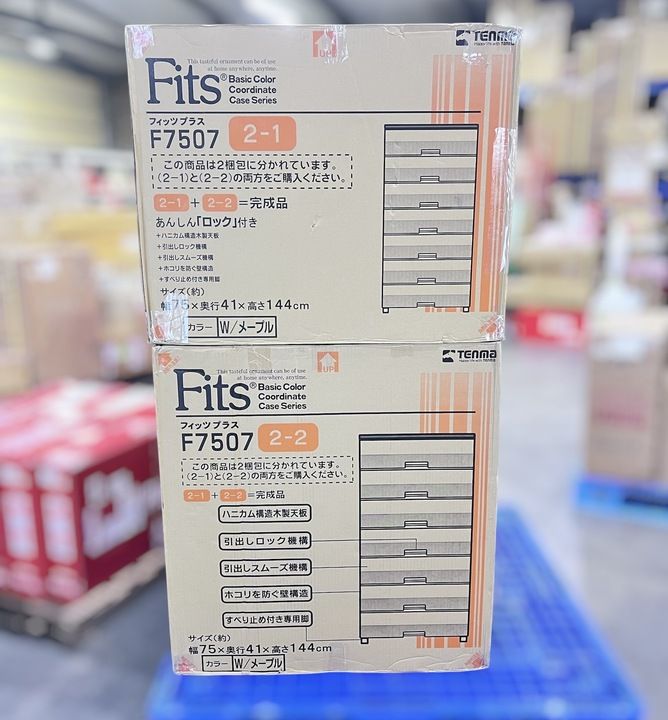 This tasteful ornament can be of use
at home anywhere, anytime.
UP
TENMA
Fits® Basic Color
Coordinate
Case Series
フィッツ プラス
F7507 2-1
この商品は2梱包に分かれています。
(2-1)と(2-2)の両方をご購入ください。
2-1 + 2-2 =完成品
あんしん「ロック」付き
+ハニカム構造木製天板
+引出しロック機構
+引出しスムーズ機構
+ホコリを防ぐ壁構造
+すべり止め付き専用脚
サイズ(約)
幅75×奥行41×高さ144cm
カラー W/メープル
This tasteful ornament can be of use
at home anywhere, anytime.
UP
TENMA
Fits® Basic Color
Coordinate
Case Series
フィッツ プラス
F7507 2-2
この商品は2梱包に分かれています。
(2-1)と(2-2)の両方をご購入ください。
2-1 + 2-2 =完成品
ハニカム構造木製天板
引出しロック機構
引出しスムーズ機構
ホコリを防ぐ壁構造
すべり止め付き専用脚
サイズ(約)
幅75×奥行41×高さ144cm
カラー W/メープル